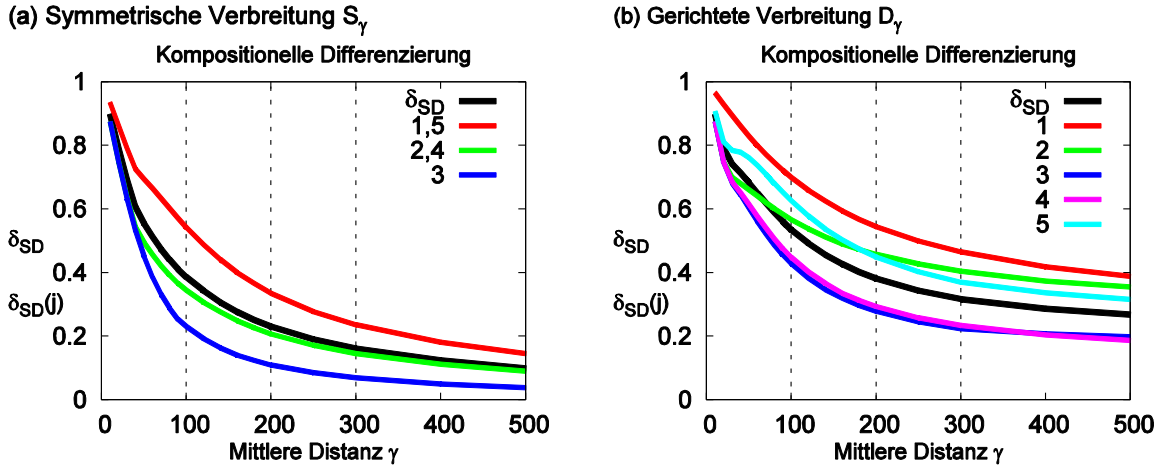 (a) Symmetrische Verbreitung Sγ
Kompositionelle Differenzierung
δSD
1,5
2,4
3
1
0.8
0.6
0.4
0.2
0
δSD
δSD(j)
0 100 200 300 400 500
Mittlere Distanz γ
(b) Gerichtete Verbreitung Dγ
Kompositionelle Differenzierung
δSD
1
2
3
4
5
1
0.8
0.6
0.4
0.2
0
δSD
δSD(j)
0 100 200 300 400 500
Mittlere Distanz γ